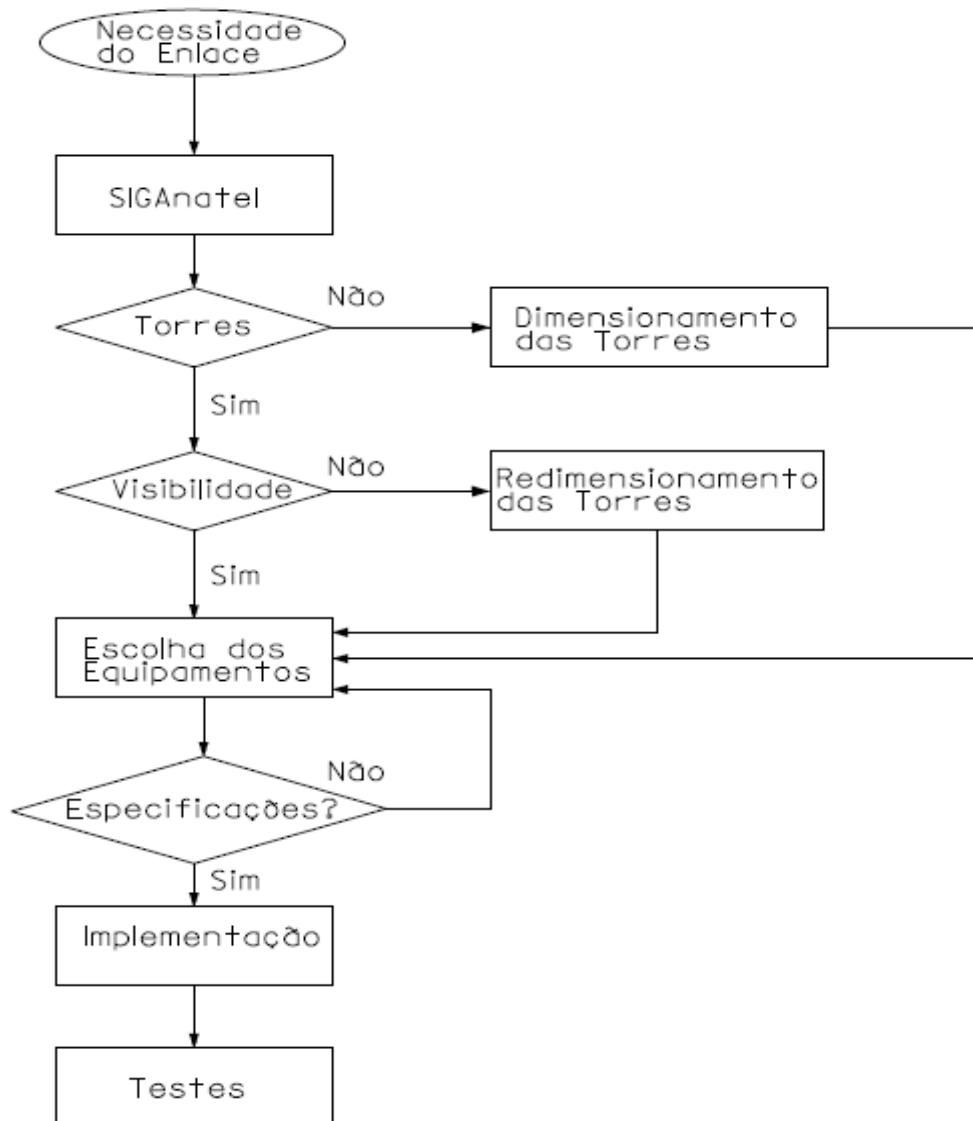 Necessidade
do Enlace
SIGAnatel
Torres
Não
Dimensionamento
das Torres
Sim
Visibilidade
Não
Redimensionamento
das Torres
Sim
Escolha dos
Equipamentos
Especificações?
Não
Sim
Implementação
Testes